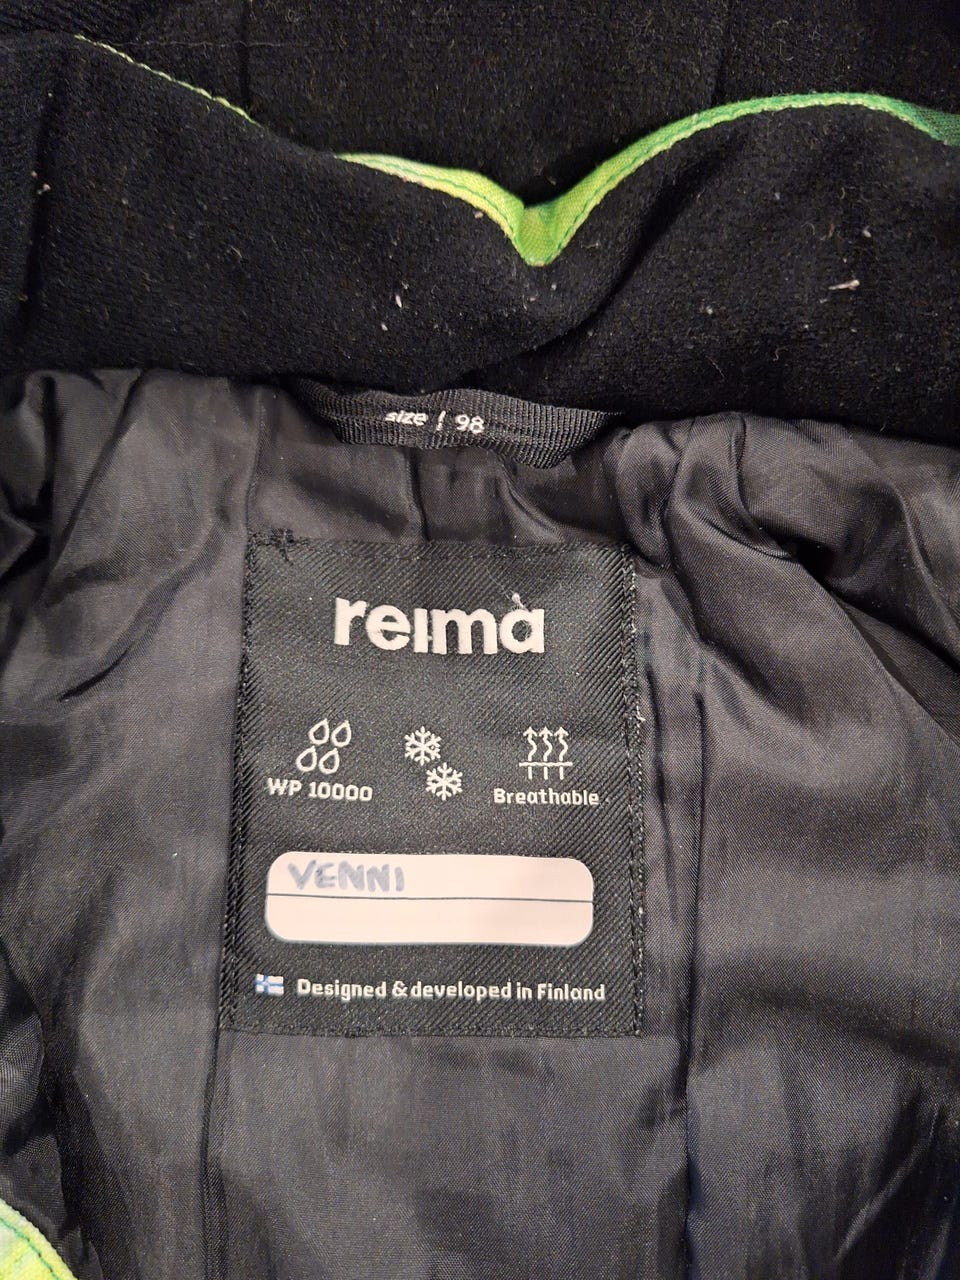 size ! 98
reima
WP 10000
Breathable
VENNI
Designed & developed in Finland